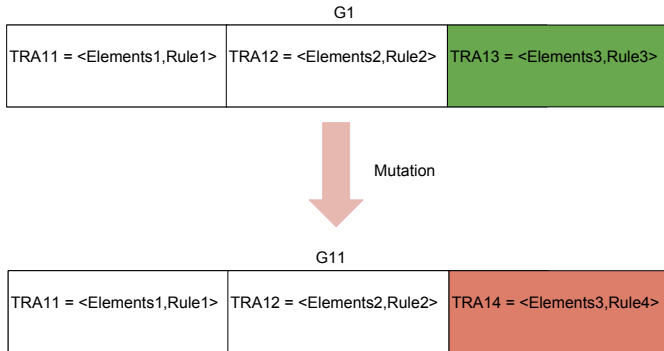 G1
TRA11 = <Elements1,Rule1> TRA12 = <Elements2,Rule2> TRA13 = <Elements3,Rule3>
Mutation
G11
TRA11 = <Elements1,Rule1> TRA12 = <Elements2,Rule2> TRA14 = <Elements3,Rule4>